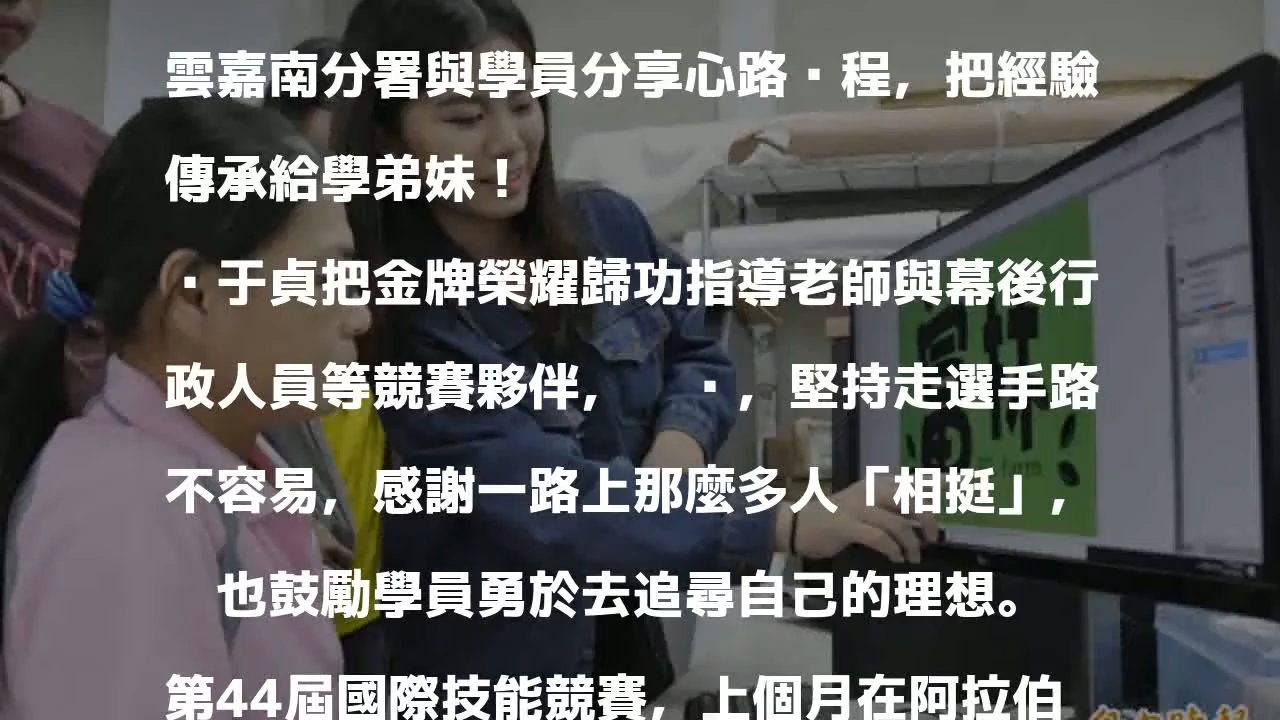 雲嘉南分署與學員分享心路▪程，把經驗
傳承給學弟妹！
▪于貞把金牌榮耀歸功指導老師與幕後行
政人員等競賽夥伴，　▪，堅持走選手路
不容易，感謝一路上那麼多人「相挺」，
也鼓勵學員勇於去追尋自己的理想。
第44屆國際技能競賽，上個月在阿拉伯